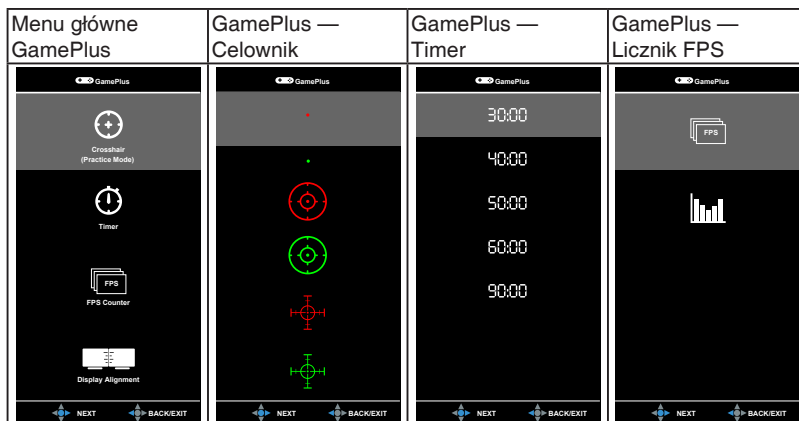 Menu główne
GamePlus
GamePlus —
Celownik
GamePlus —
Timer
GamePlus —
Licznik FPS
GamePlus
Crosshair
(Practice Mode)
Timer
FPS
FPS Counter
Display Alignment
NEXT BACK/EXIT
GamePlus
NEXT BACK/EXIT
GamePlus
30:00
40:00
50:00
60:00
90:00
NEXT BACK/EXIT
GamePlus
FPS
NEXT BACK/EXIT